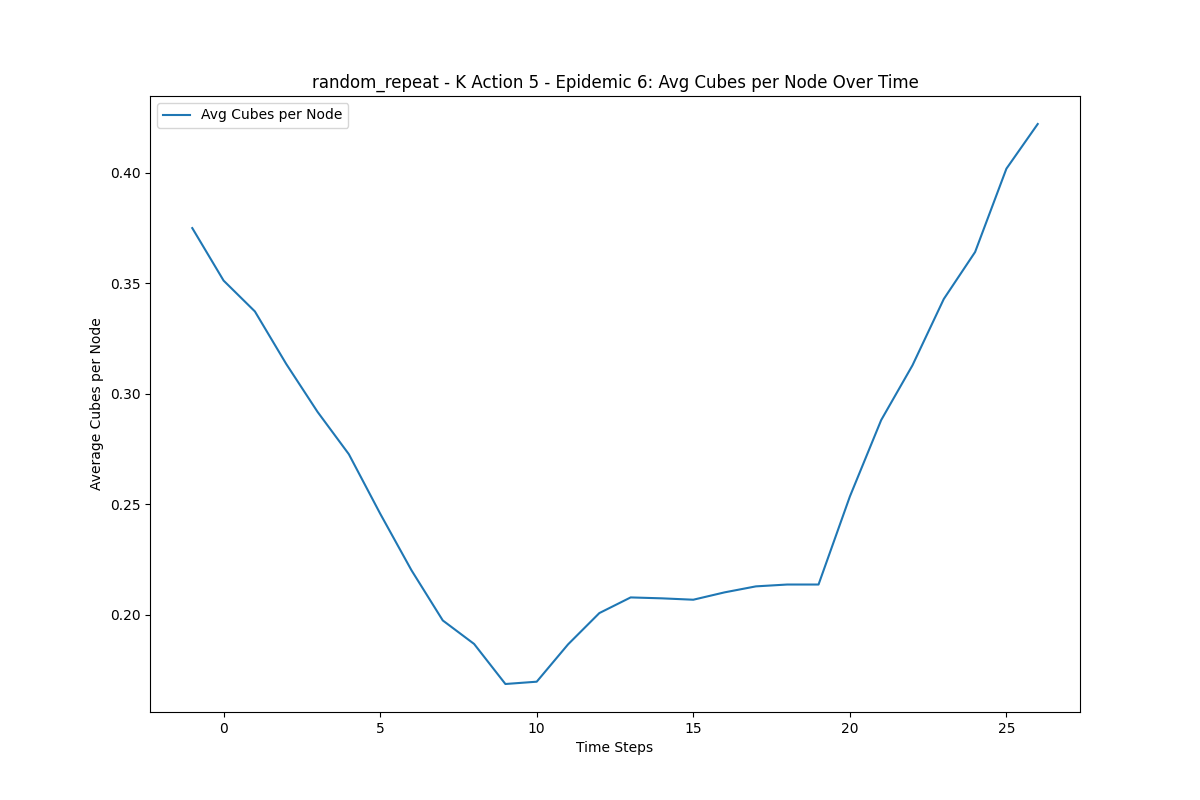 random_repeat - K Action 5 - Epidemic 6: Avg Cubes per Node Over Time
Avg Cubes per Node
Average Cubes per Node
0.40
0.35
0.30
0.25
0.20
0 5 10 15 20 25
Time Steps